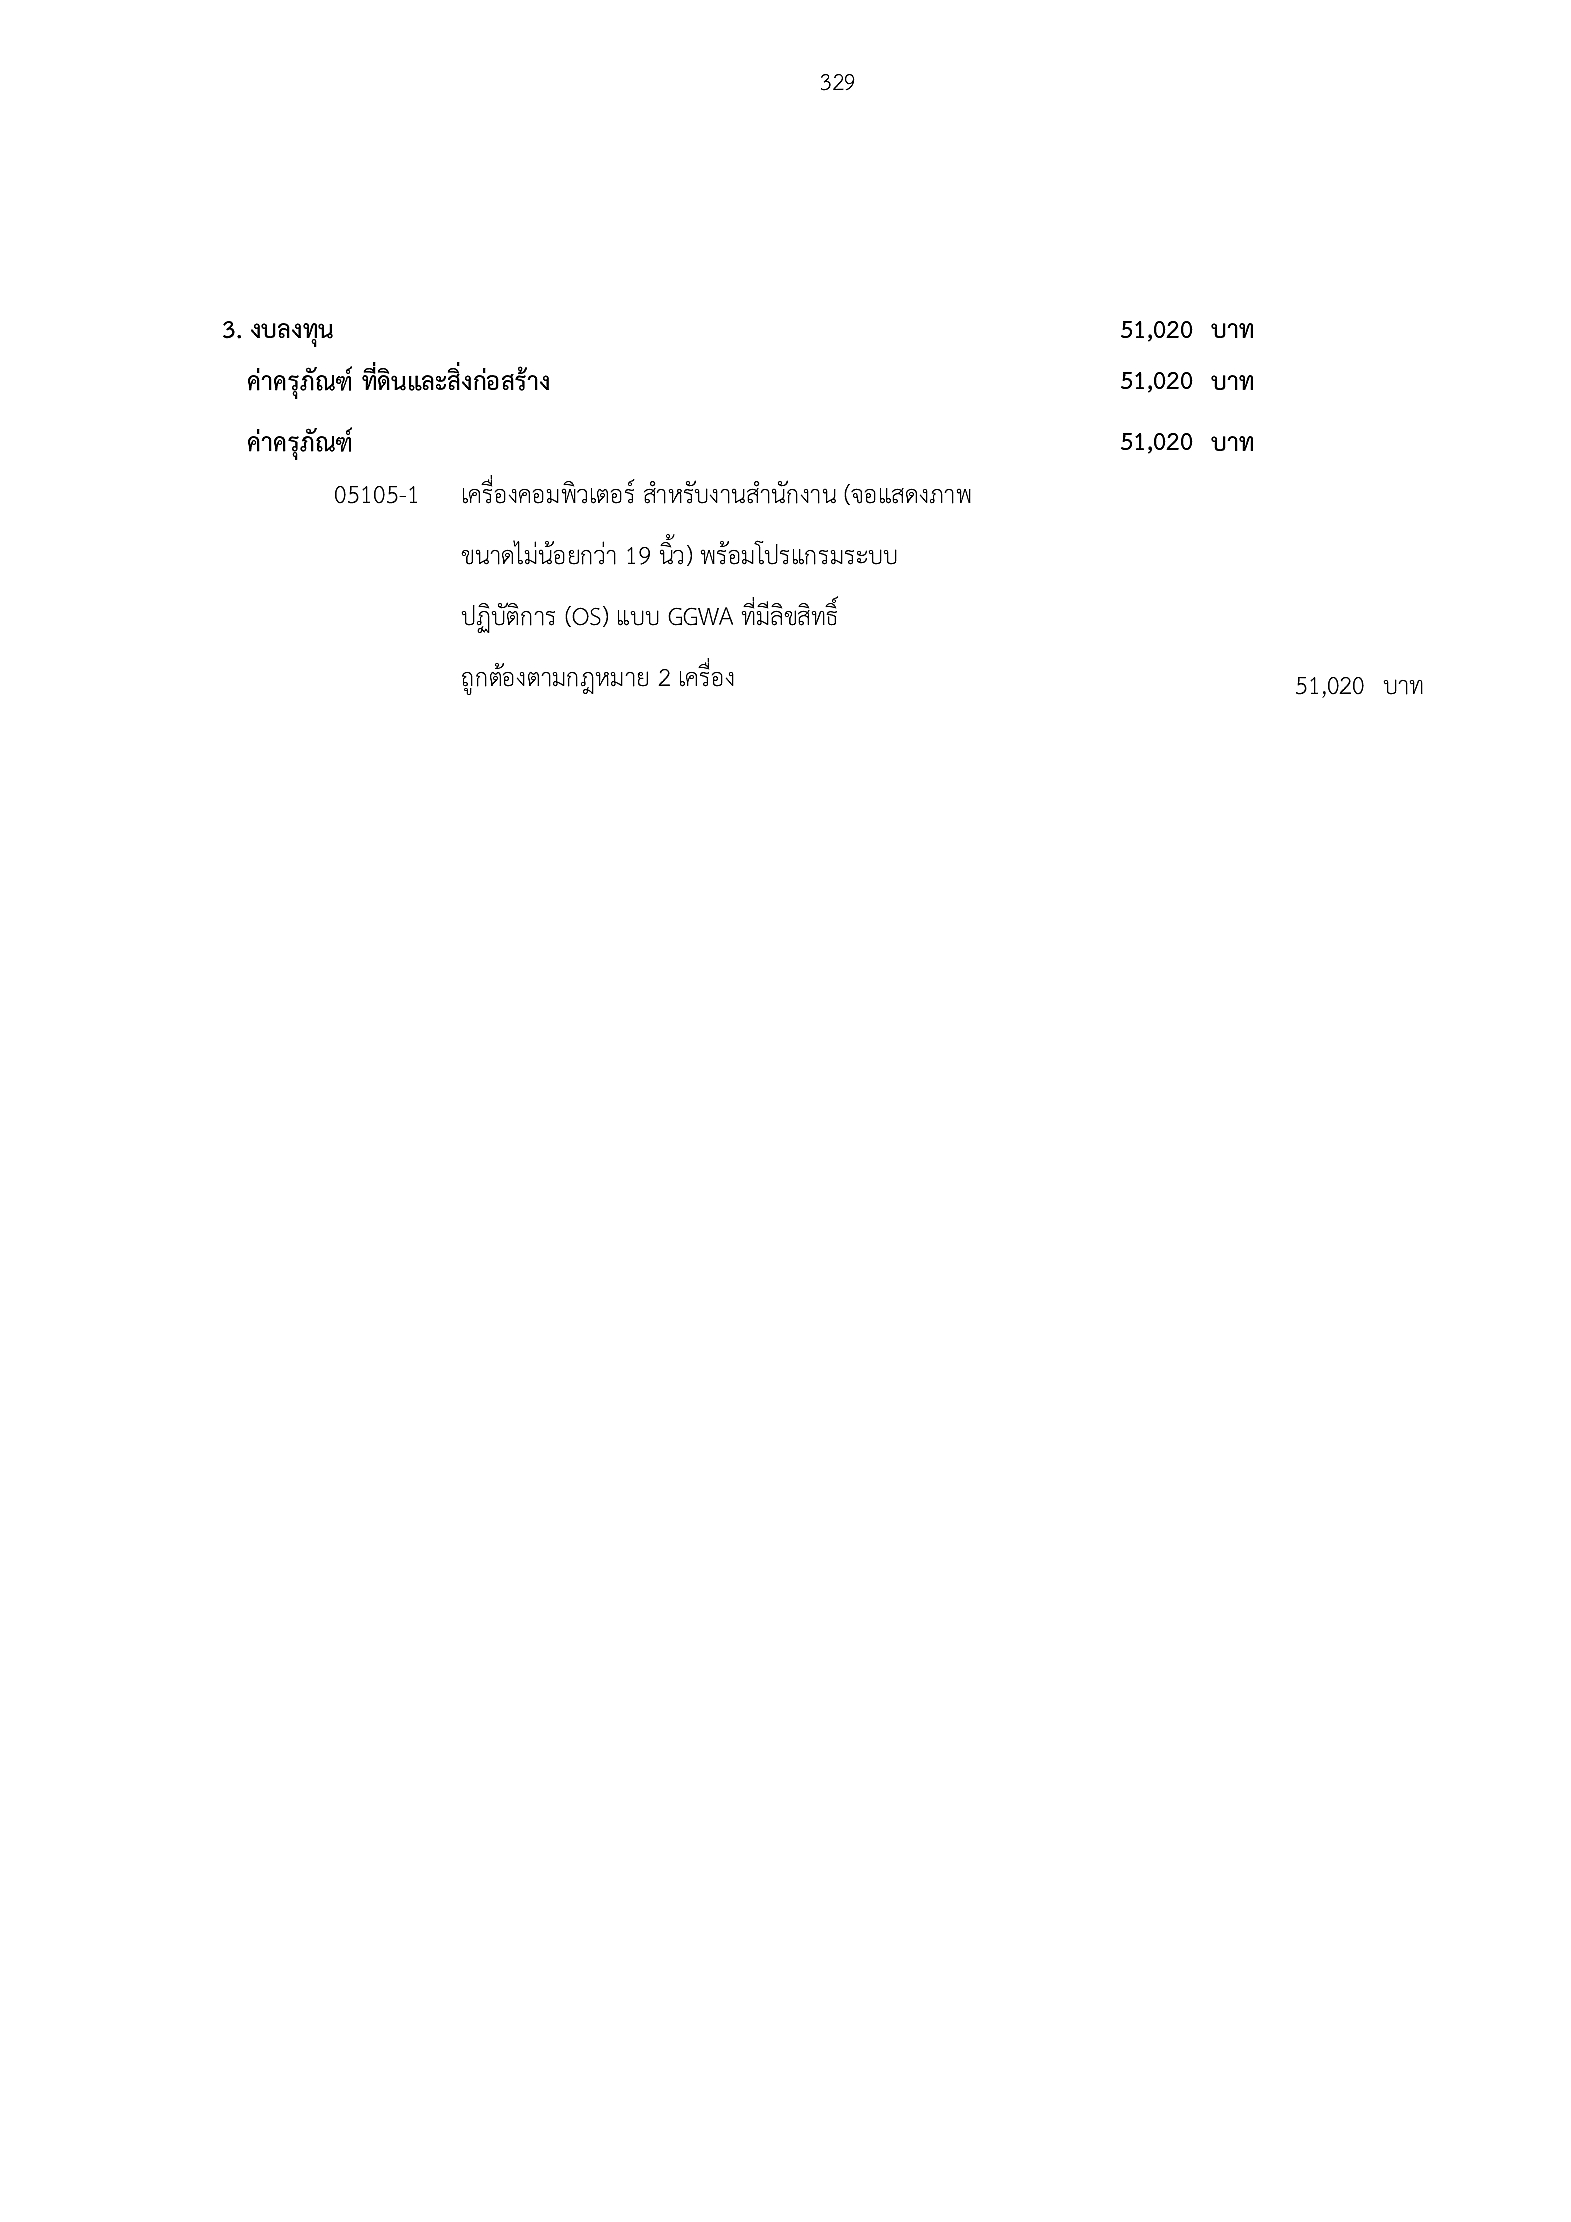 329
3. งบลงทุน 51,020 บาท
ค่าครุภัณฑ์ ที่ดินและสิ่งก่อสร้าง 51,020 บาท
ค่าครุภัณฑ์ 51,020 บาท
05105-1 เครื่องคอมพิวเตอร์ สำหรับงานสำนักงาน (จอแสดงภาพ
ขนาดไม่น้อยกว่า 19 นิ้ว) พร้อมโปรแกรมระบบ
ปฏิบัติการ (OS) แบบ GGWA ที่มีลิขสิทธิ์
ถูกต้องตามกฎหมาย 2 เครื่อง 51,020 บาท